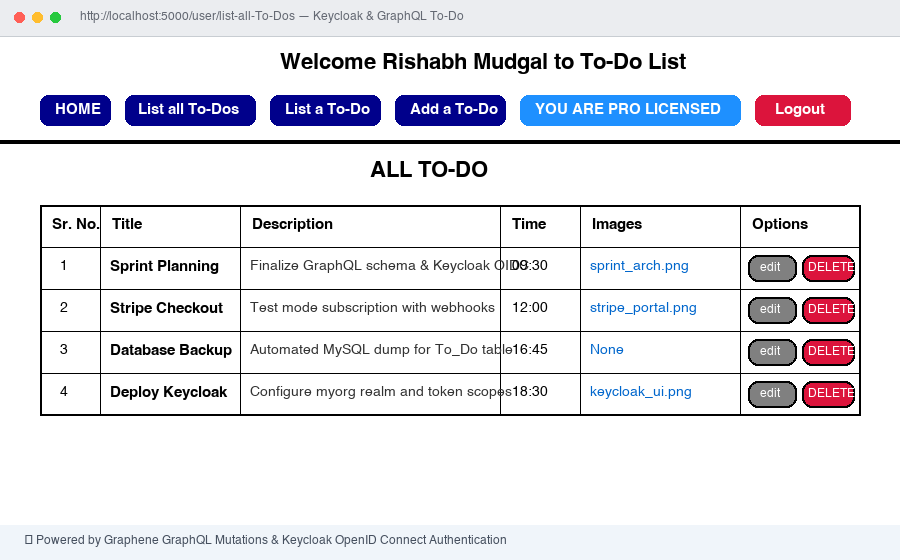 http://localhost:5000/user/list-all-To-Dos — Keycloak & GraphQL To-Do
Welcome Rishabh Mudgal to To-Do List
HOME List all To-Dos List a To-Do Add a To-Do YOU ARE PRO LICENSED Logout
ALL TO-DO
Sr. No. Title Description Time Images Options
1 Sprint Planning Finalize GraphQL schema & Keycloak OIDC 09:30 sprint_arch.png edit DELETE
2 Stripe Checkout Test mode subscription with webhooks 12:00 stripe_portal.png edit DELETE
3 Database Backup Automated MySQL dump for To_Do table 16:45 None edit DELETE
4 Deploy Keycloak Configure myorg realm and token scopes 18:30 keycloak_ui.png edit DELETE
Powered by Graphene GraphQL Mutations & Keycloak OpenID Connect Authentication